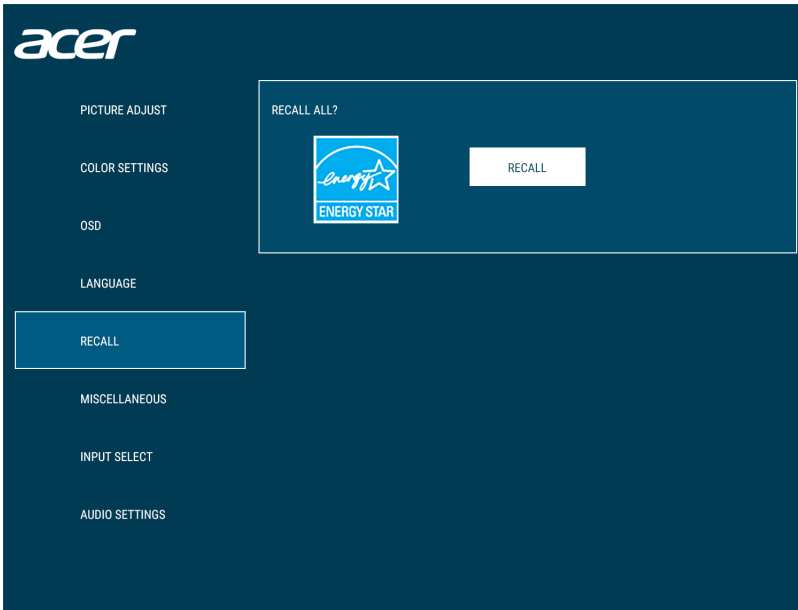 acer
PICTURE ADJUST
COLOR SETTINGS
OSD
LANGUAGE
RECALL
MISCELLANEOUS
INPUT SELECT
AUDIO SETTINGS
RECALL ALL?
energy
ENERGY STAR
RECALL